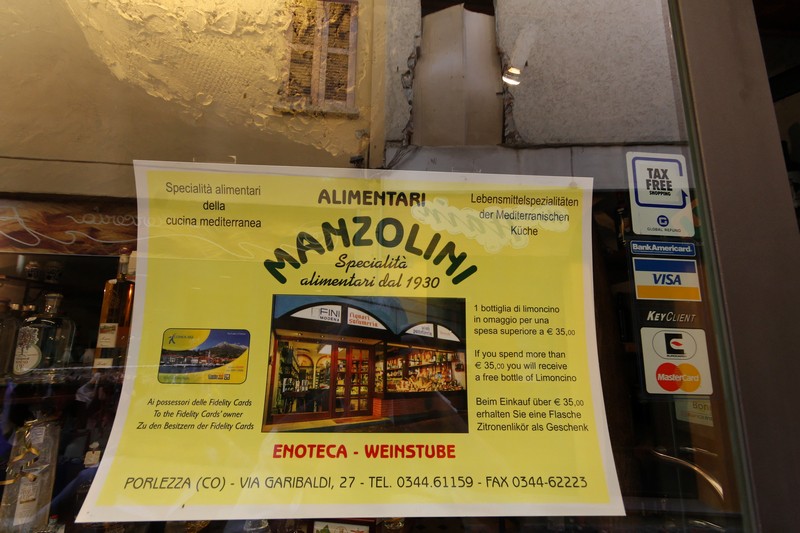 Specialità alimentari
della
cucina mediterranea
ALIMENTARI
MANZOLINI
Specialità
alimentari dal 1930
Lebensmittelspezialitäten
der Mediterranischen
Küche
FINI
MODENA
1 bottiglia di limoncino
in omaggio per una
spesa superiore a € 35,00
If you spend more than
€ 35,00 you will receive
a free bottle of Limoncino
Beim Einkauf über € 35,00
erhalten Sie eine Flasche
Zitronenlikör als Geschenk
Ai possessori delle Fidelity Cards
To the Fidelity Cards' owner
Zu den Besitzern der Fidelity Cards
ENOTECA - WEINSTUBE
PORLEZZA (CO) - VIA GARIBALDI, 27 - TEL. 0344.61159 - FAX 0344-62223
TAX
FREE
SHOPPING
GLOBAL REFUND
BankAmericard
VISA
KEYCLIENT
MasterCard